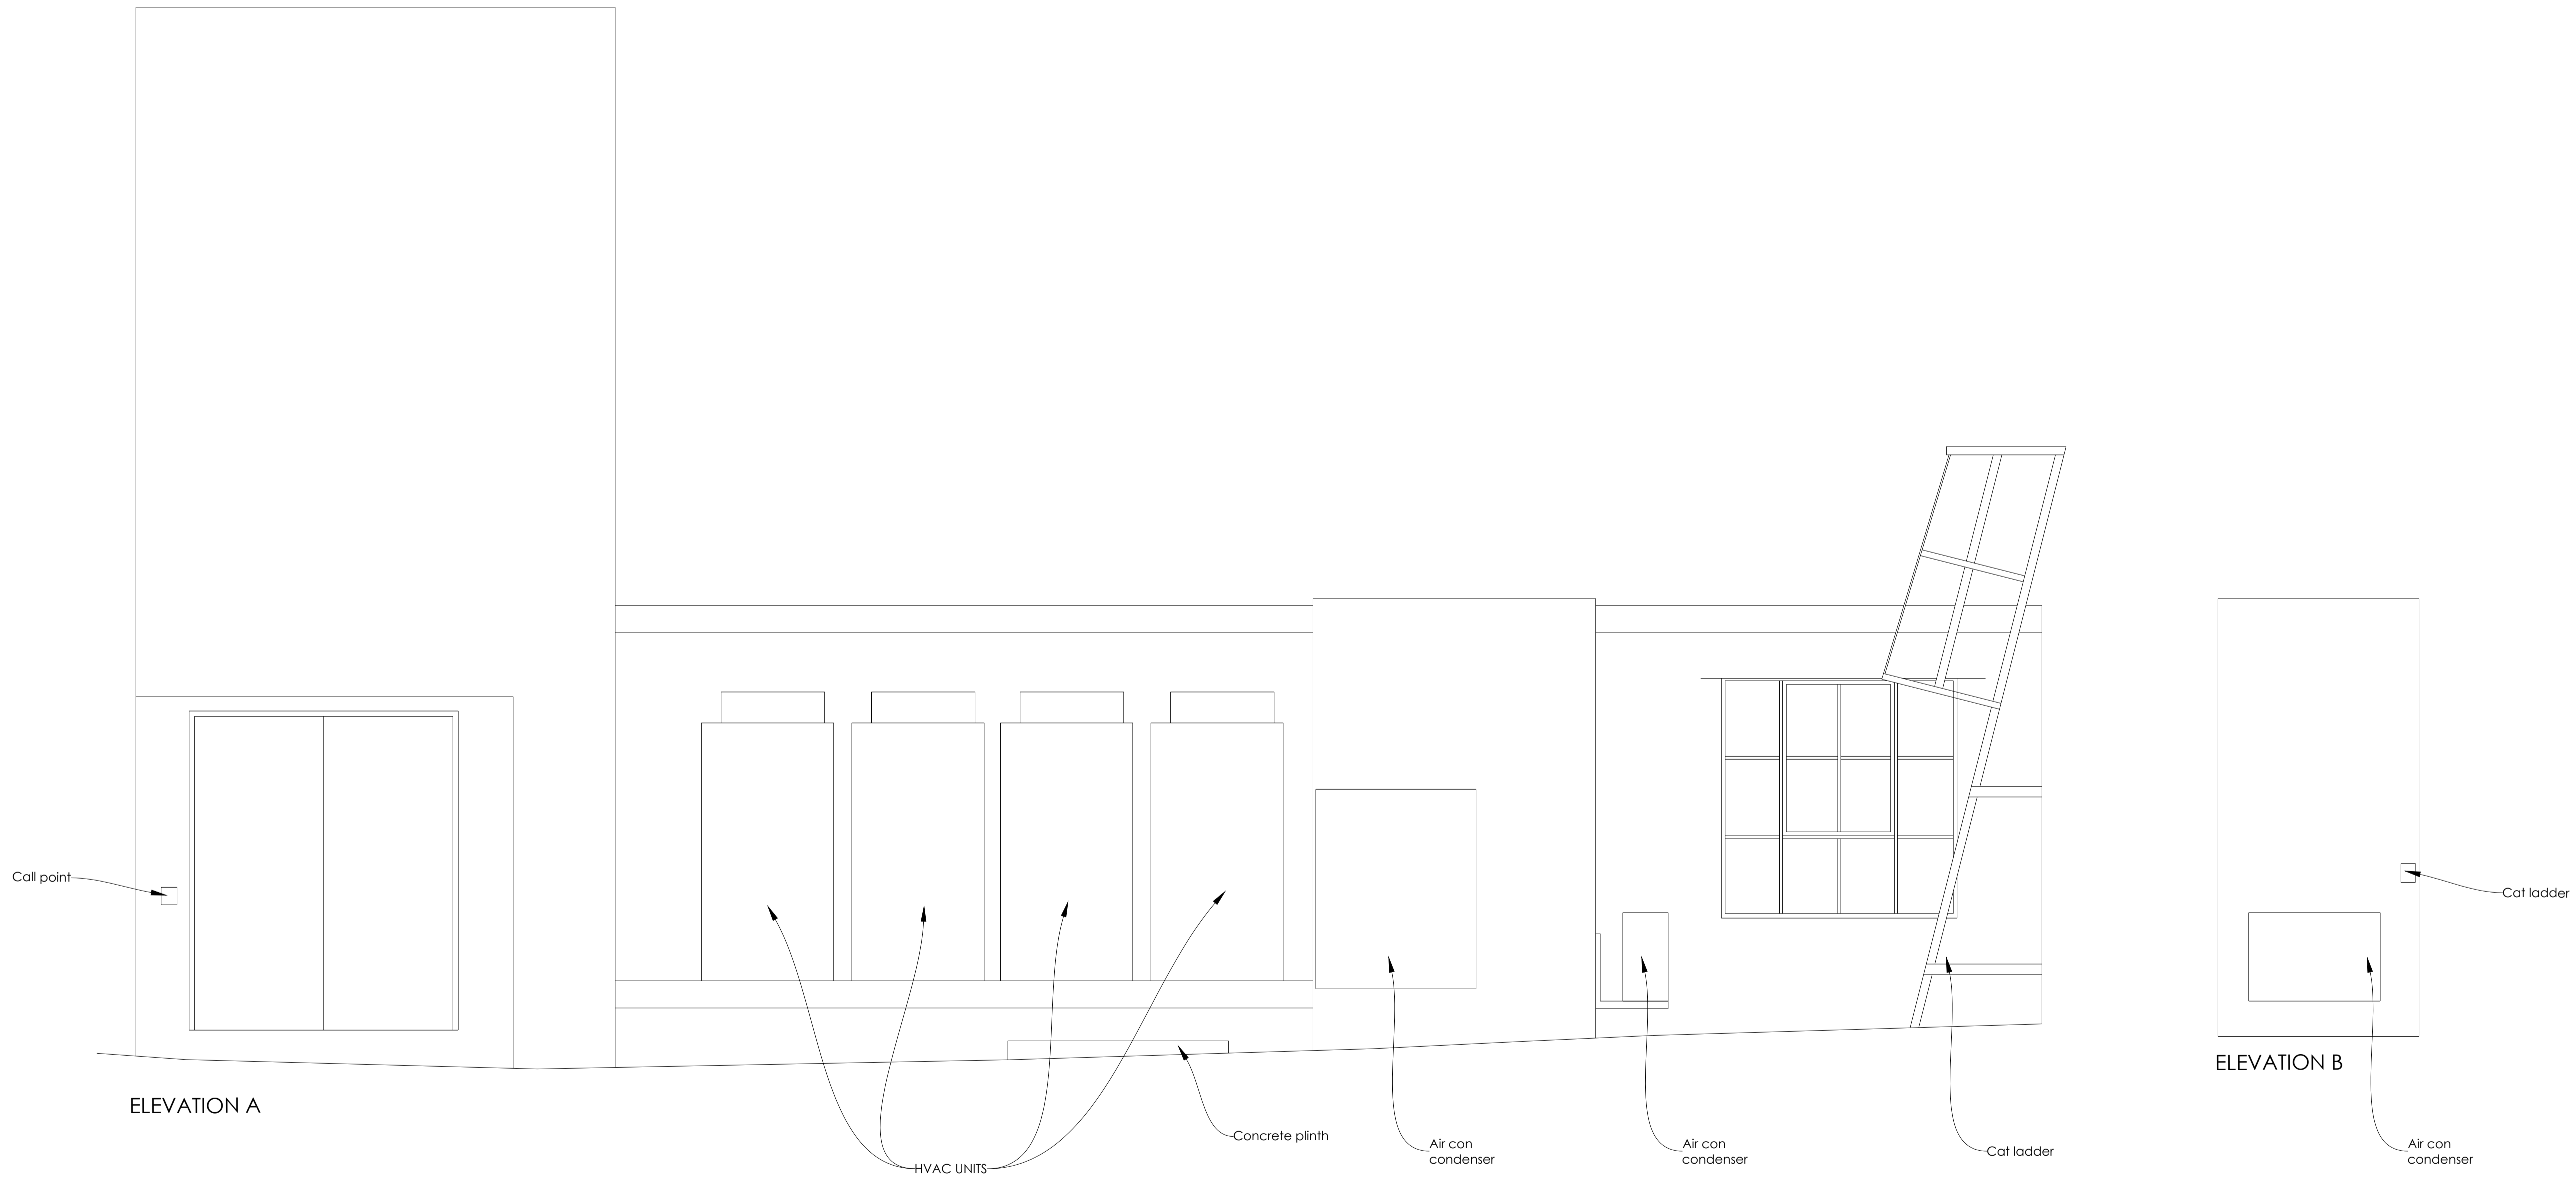 Call point
Cat ladder
ELEVATION B
ELEVATION A
Concrete plinth
Air con
condenser
Air con
condenser
Cat ladder
Air con
condenser
HVAC UNITS